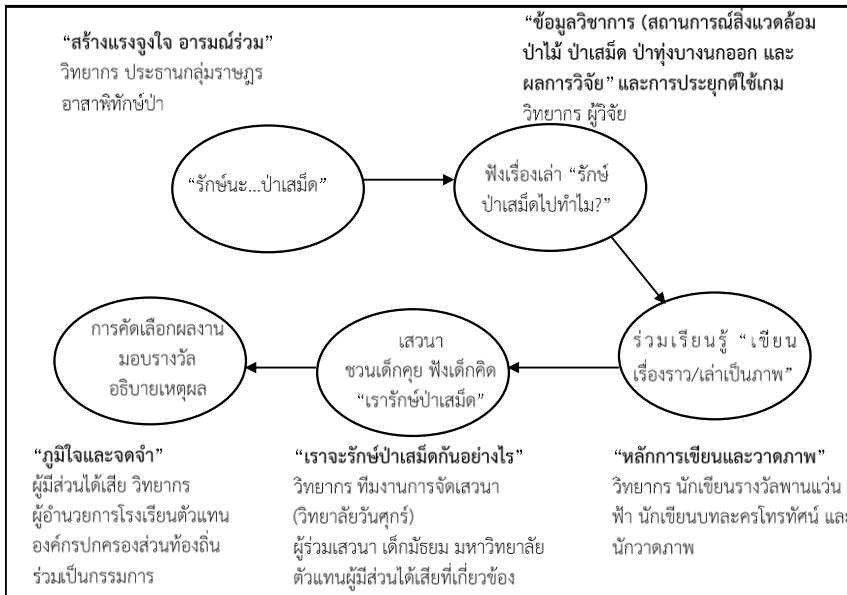 “สร้างแรงจูงใจ อารมณ์ร่วม”
วิทยากร ประธานกลุ่มราษฎร
อาสาพิทักษ์ป่า
“ข้อมูลวิชาการ (สถานการณ์สิ่งแวดล้อม
ป่าไม้ ป่าเสม็ด ป่าทุ่งบางนกออก และ
ผลการวิจัย” และการประยุกต์ใช้เกม
วิทยากร ผู้วิจัย
“รักษ์นะ...ป่าเสม็ด”
ฟังเรื่องเล่า “รักษ์
ป่าเสม็ดไปทำไม?”
ร่วมเรียนรู้ “เขียน
เรื่องราว/เล่าเป็นภาพ”
เสวนา
ชวนเด็กคุย ฟังเด็กคิด
“เรารักษ์ป่าเสม็ด”
การคัดเลือกผลงาน
มอบรางวัล
อธิบายเหตุผล
“ภูมิใจและจดจำ”
ผู้มีส่วนได้เสีย วิทยากร
ผู้อำนวยการโรงเรียนตัวแทน
องค์กรปกครองส่วนท้องถิ่น
ร่วมเป็นกรรมการ
“เราจะรักษ์ป่าเสม็ดกันอย่างไร”
วิทยากร ทีมงานการจัดเสวนา
(วิทยาลัยวันศุกร์)
ผู้ร่วมเสวนา เด็กมัธยม มหาวิทยาลัย
ตัวแทนผู้มีส่วนได้เสียที่เกี่ยวข้อง
“หลักการเขียนและวาดภาพ”
วิทยากร นักเขียนรางวัลพานแว่น
ฟ้า นักเขียนบทละครโทรทัศน์ และ
นักวาดภาพ